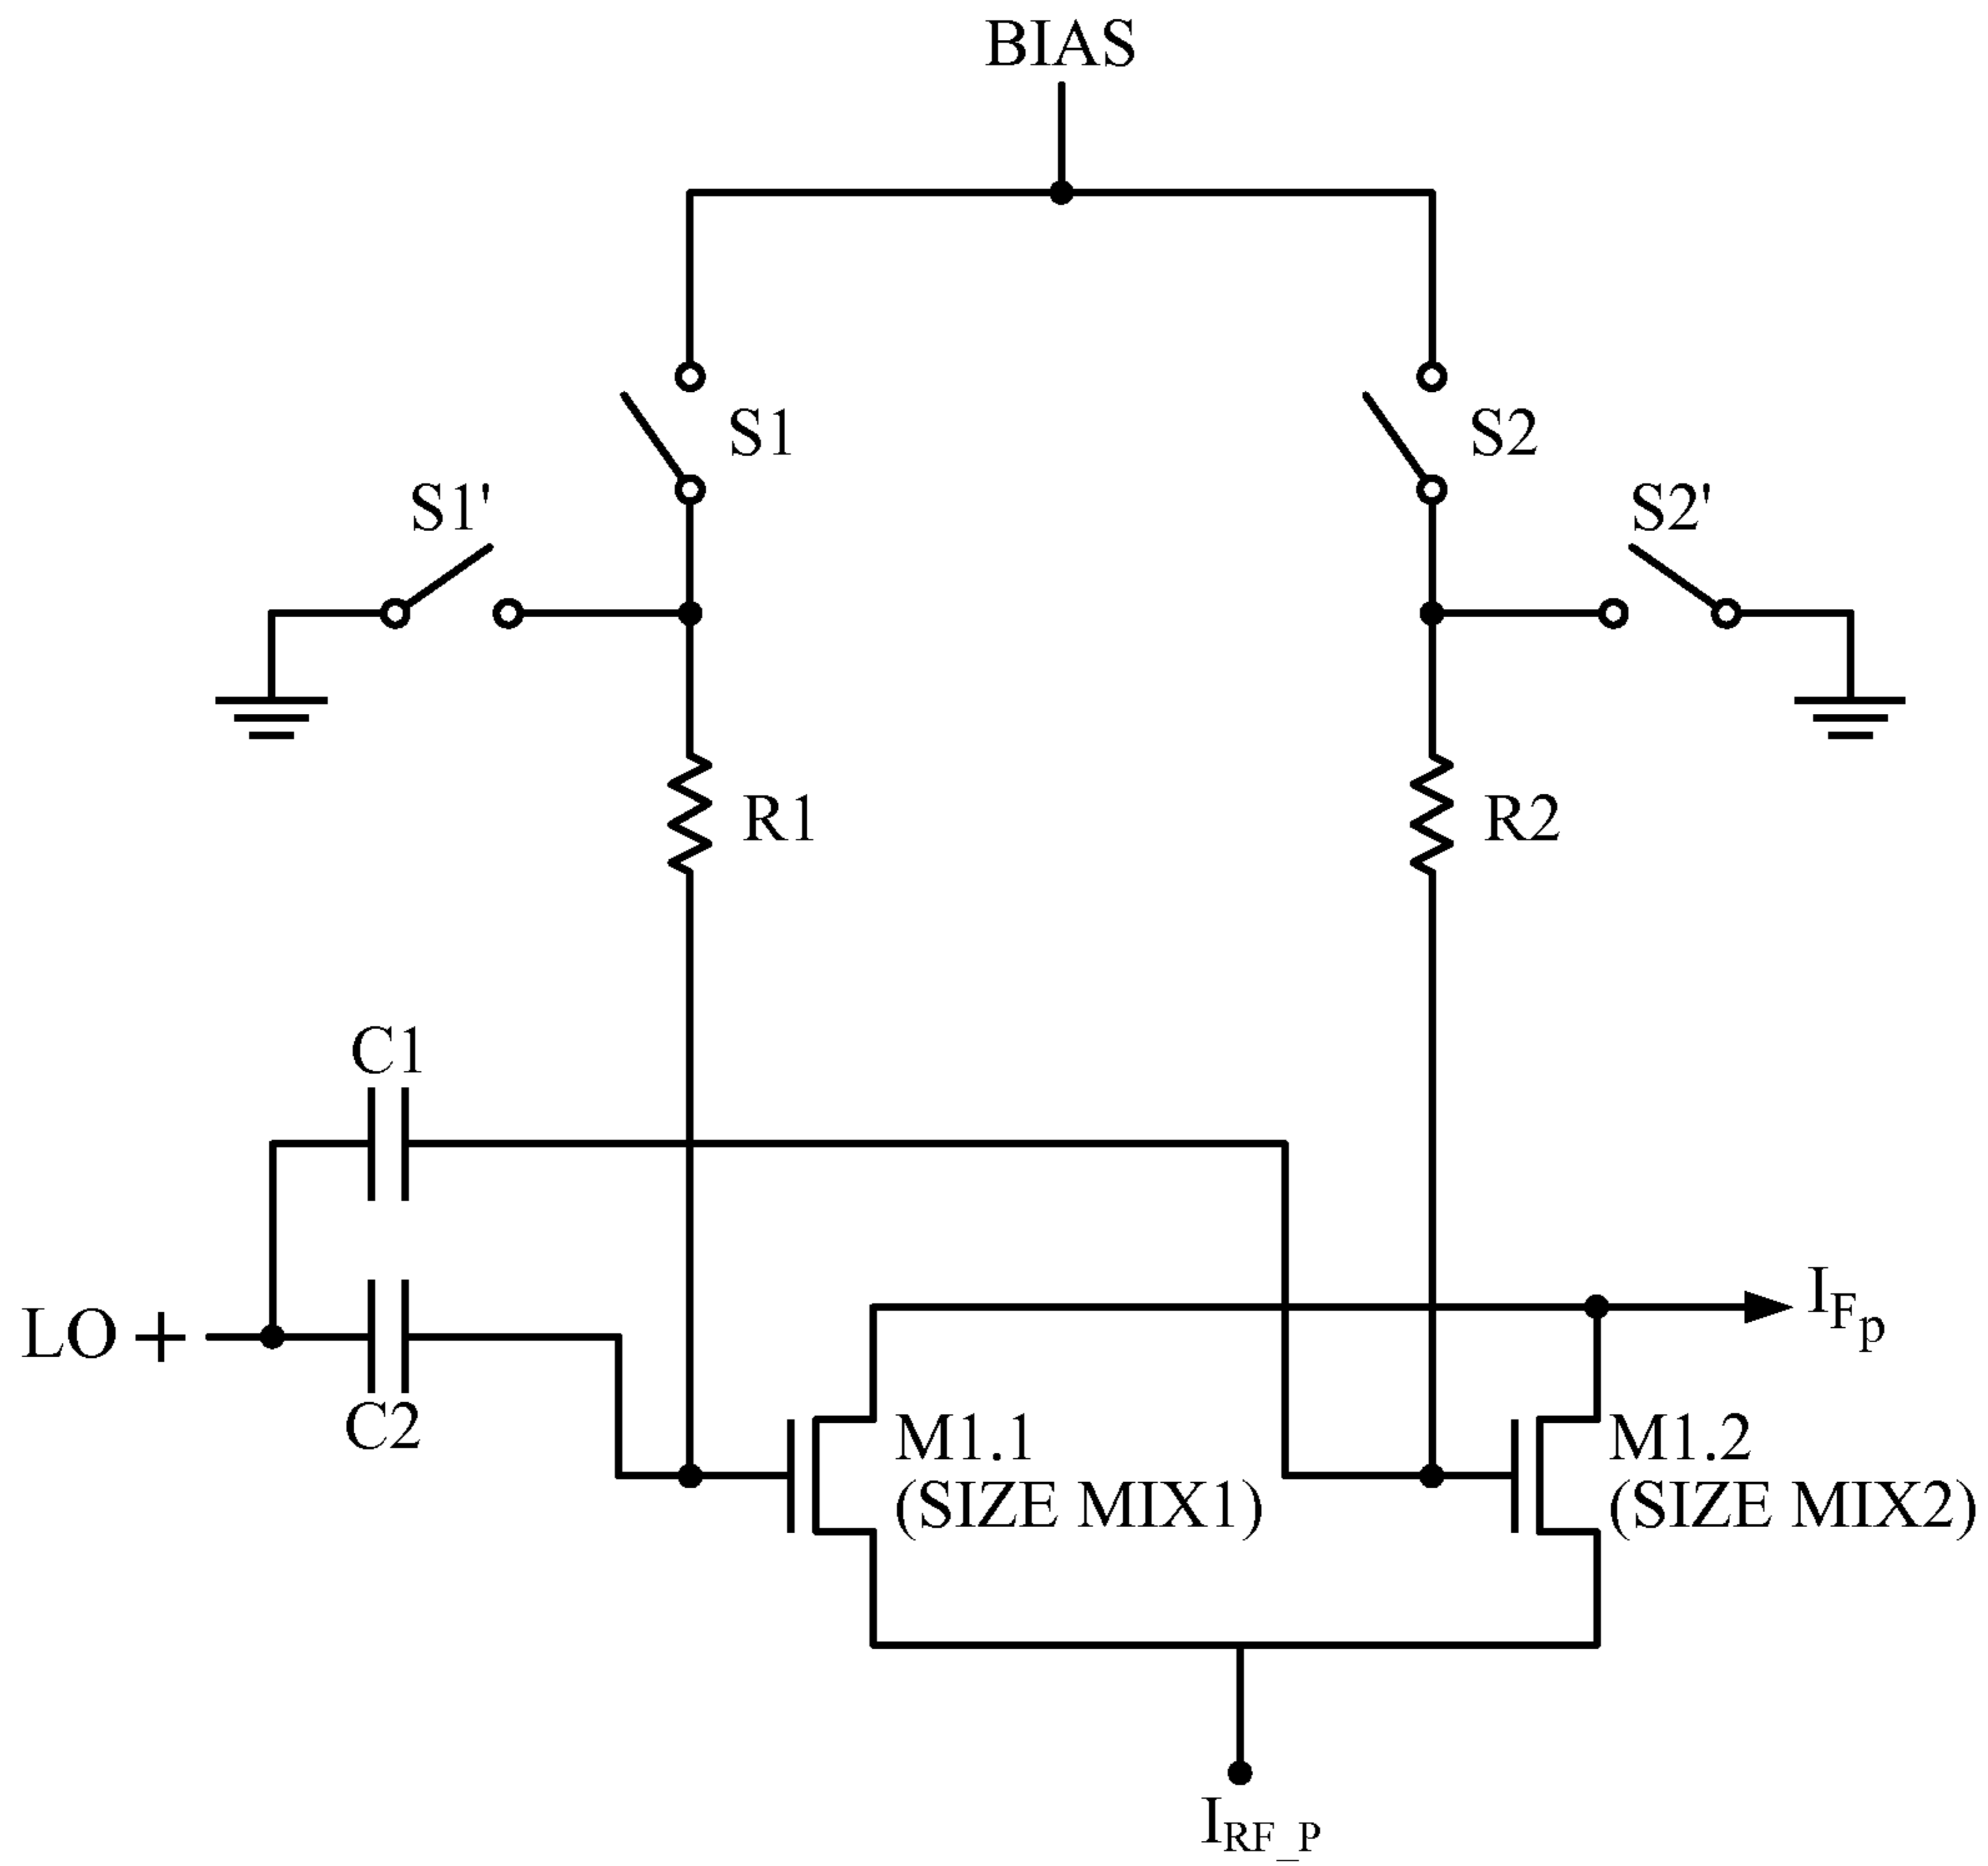 BIAS
S1
S2
S1'
S2'
R1
R2
C1
LO +
C2
IFp
M1.1
(SIZE MIX1)
M1.2
(SIZE MIX2)
IRF_P